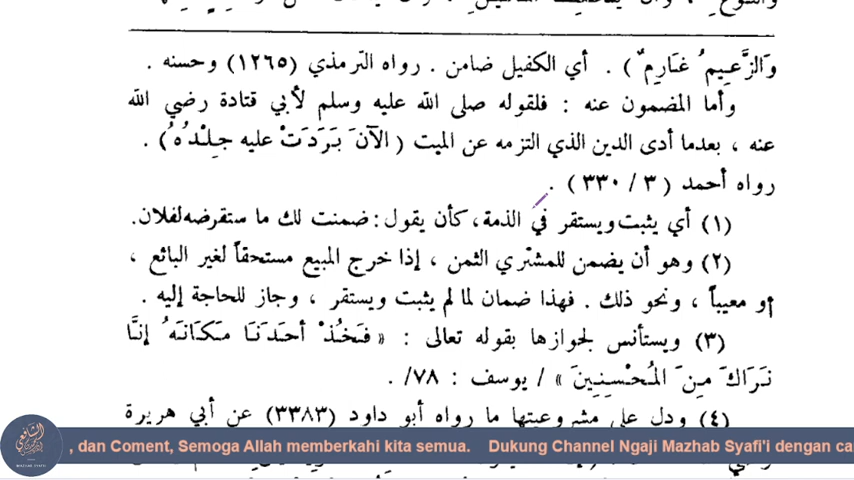 وَالزَّعِيمُ غَارِمٌ ) . أي الكفيل ضامن . رواه الترمذي (١٢٦٥) وحسنه .
وأما المضمون عنه : فلقوله صلى الله عليه وسلم لأبي قتادة رضي الله
عنه ، بعدما أدى الدين الذي التزمه عن الميت ( الآنَ بَرَدَتْ عليه جِلْدُهُ ) .
رواه أحمد ( ٣ / ٣٣٠ ) .
(١) أي يثبت ويستقر في الذمة، كأن يقول: ضمنت لك ما ستقرضه لفلان.
(٢) وهو أن يضمن للمشتري الثمن ، إذا خرج المبيع مستحقاً لغير البائع ،
أو معيباً ، ونحو ذلك . فهذا ضمان لما لم يثبت ويستقر ، وجاز للحاجة إليه .
(٣) ويستأنس لجوازها بقوله تعالى : « فَخُذْ أَحَدَنَا مَكَانَهُ إِنَّا
نَرَاكَ مِنَ المُحْسِنِينَ » / يوسف : ٧٨/.
(٤) ودل على مشروعيتها ما رواه أبو داود (٣٣٨٣) عن أبي هريرة
الشافعي
MAZHAB SYAFI'I
, dan Coment, Semoga Allah memberkahi kita semua. Dukung Channel Ngaji Mazhab Syafi'i dengan ca